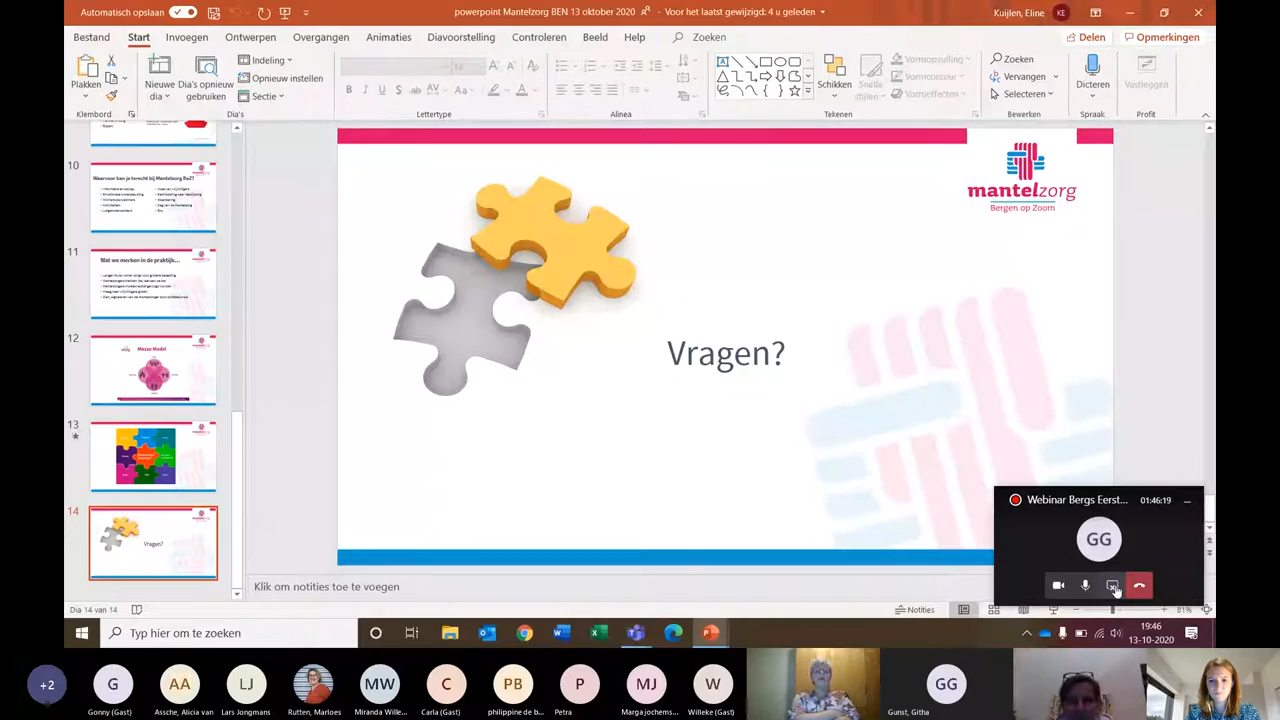 Automatisch opslaan
powerpoint Mantelzorg BEN 13 oktober 2020
- Voor het laatst gewijzigd: 4 u geleden
Kuijlen, Eline
KE
Bestand Start Invoegen Ontwerpen Overgangen Animaties Diavoorstelling Controleren Beeld Help Zoeken
Delen Opmerkingen
Plakken
Klembord
Nieuwe dia
Dia's opnieuw gebruiken
Indeling
Opnieuw instellen
Sectie
Dia's
Lettertype
Alinea
Schikken
Snelle stijlen
Vormopvulling
Vormcontour
Vormeffecten
Tekenen
Zoeken
Vervangen
Selecteren
Bewerken
Dicteren
Spraak
Vastleggen
Profit
10
Waarvoor kan je terecht bij Mantelzorg BoZ?
11
Wat we merken in de praktijk...
12
13
14
Vragen?
mantelzorg
Bergen op Zoom
Vragen?
Klik om notities toe te voegen
Webinar Bergs Eerst...
01:46:19
GG
Dia 14 van 14
Notities
81%
Typ hier om te zoeken
19:46
13-10-2020
+2
G
Gonny (Gast)
AA
Assche, Alicia van
LJ
Lars Jongmans
Rutten, Marloes
MW
Miranda Wille...
C
Carla (Gast)
PB
philippine de b...
P
Petra
MJ
Marga jochems...
W
Willeke (Gast)
GG
Gunst, Githa